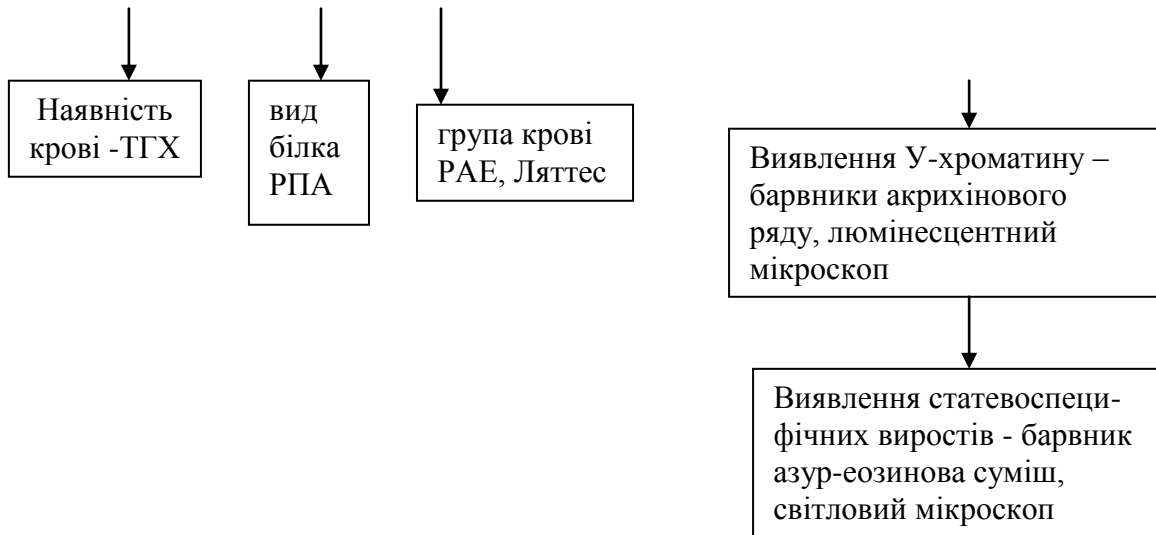 Наявність
крові -ТГХ
вид
білка
РПА
група крові
РАЕ, Ляттес
Виявлення У-хроматину –
барвники акрихінового
ряду, люмінесцентний
мікроскоп
Виявлення статевоспеци-
фічних виростів - барвник
азур-еозинова суміш,
світловий мікроскоп